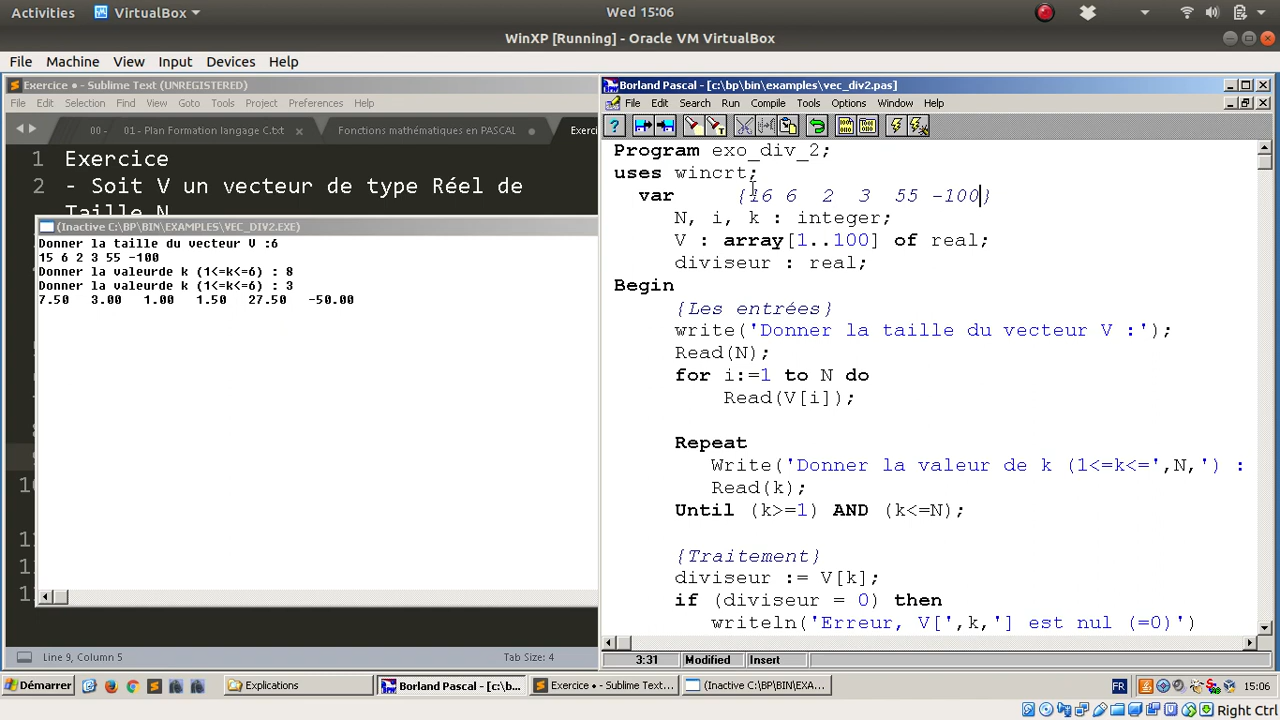 Activities VirtualBox Wed 15:06
WinXP [Running] - Oracle VM VirtualBox
File Machine View Input Devices Help
Exercice • - Sublime Text (UNREGISTERED)
File Edit Selection Find View Goto Tools Project Preferences Help
00 - 01 - Plan Formation langage C.txt Fonctions mathématiques en PASCAL Exerci
1 Exercice
2 - Soit V un vecteur de type Réel de
Taille N
(Inactive C:\BP\BIN\EXAMPLES\VEC_DIV2.EXE)
Donner la taille du vecteur V :6
15 6 2 3 55 -100
Donner la valeurde k (1<=k<=6) : 8
Donner la valeurde k (1<=k<=6) : 3
7.50 3.00 1.00 1.50 27.50 -50.00
Line 9, Column 5 Tab Size: 4
Borland Pascal - [c:\bp\bin\examples\vec_div2.pas]
File Edit Search Run Compile Tools Options Window Help
Program exo_div_2;
uses wincrt;
var {16 6 2 3 55 -100}
N, i, k : integer;
V : array[1..100] of real;
diviseur : real;
Begin
{Les entrées}
write('Donner la taille du vecteur V :');
Read(N);
for i:=1 to N do
Read(V[i]);
Repeat
Write('Donner la valeur de k (1<=k<=',N,') :
Read(k);
Until (k>=1) AND (k<=N);
{Traitement}
diviseur := V[k];
if (diviseur = 0) then
writeln('Erreur, V[',k,'] est nul (=0)')
3:31 Modified Insert
Démarrer Explications Borland Pascal - [c:\b... Exercice • - Sublime Text... (Inactive C:\BP\BIN\EXA... FR 15:06
Right Ctrl